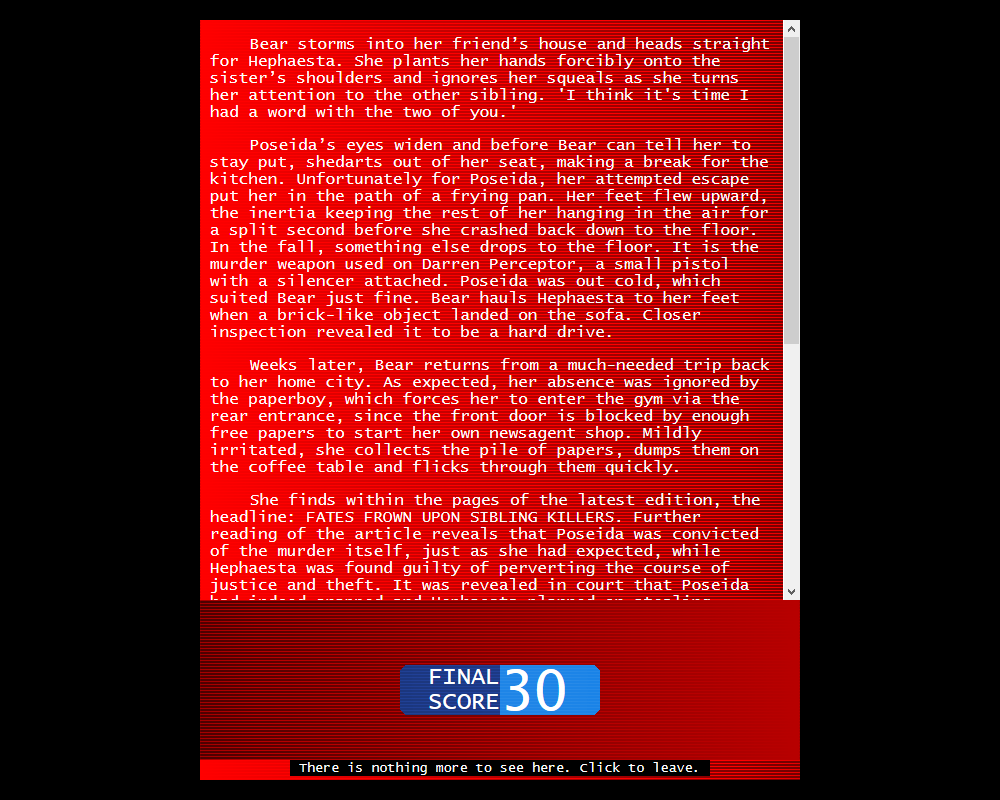 Bear storms into her friend’s house and heads straight
for Hephaesta. She plants her hands forcibly onto the
sister’s shoulders and ignores her squeals as she turns
her attention to the other sibling. 'I think it's time I
had a word with the two of you.'
Poseida’s eyes widen and before Bear can tell her to
stay put, shedarts out of her seat, making a break for the
kitchen. Unfortunately for Poseida, her attempted escape
put her in the path of a frying pan. Her feet flew upward,
the inertia keeping the rest of her hanging in the air for
a split second before she crashed back down to the floor.
In the fall, something else drops to the floor. It is the
murder weapon used on Darren Perceptor, a small pistol
with a silencer attached. Poseida was out cold, which
suited Bear just fine. Bear hauls Hephaesta to her feet
when a brick-like object landed on the sofa. Closer
inspection revealed it to be a hard drive.
Weeks later, Bear returns from a much-needed trip back
to her home city. As expected, her absence was ignored by
the paperboy, which forces her to enter the gym via the
rear entrance, since the front door is blocked by enough
free papers to start her own newsagent shop. Mildly
irritated, she collects the pile of papers, dumps them on
the coffee table and flicks through them quickly.
She finds within the pages of the latest edition, the
headline: FATES FROWN UPON SIBLING KILLERS. Further
reading of the article reveals that Poseida was convicted
of the murder itself, just as she had expected, while
Hephaesta was found guilty of perverting the course of
justice and theft. It was revealed in court that Poseida
FINAL
SCORE 30
There is nothing more to see here. Click to leave.